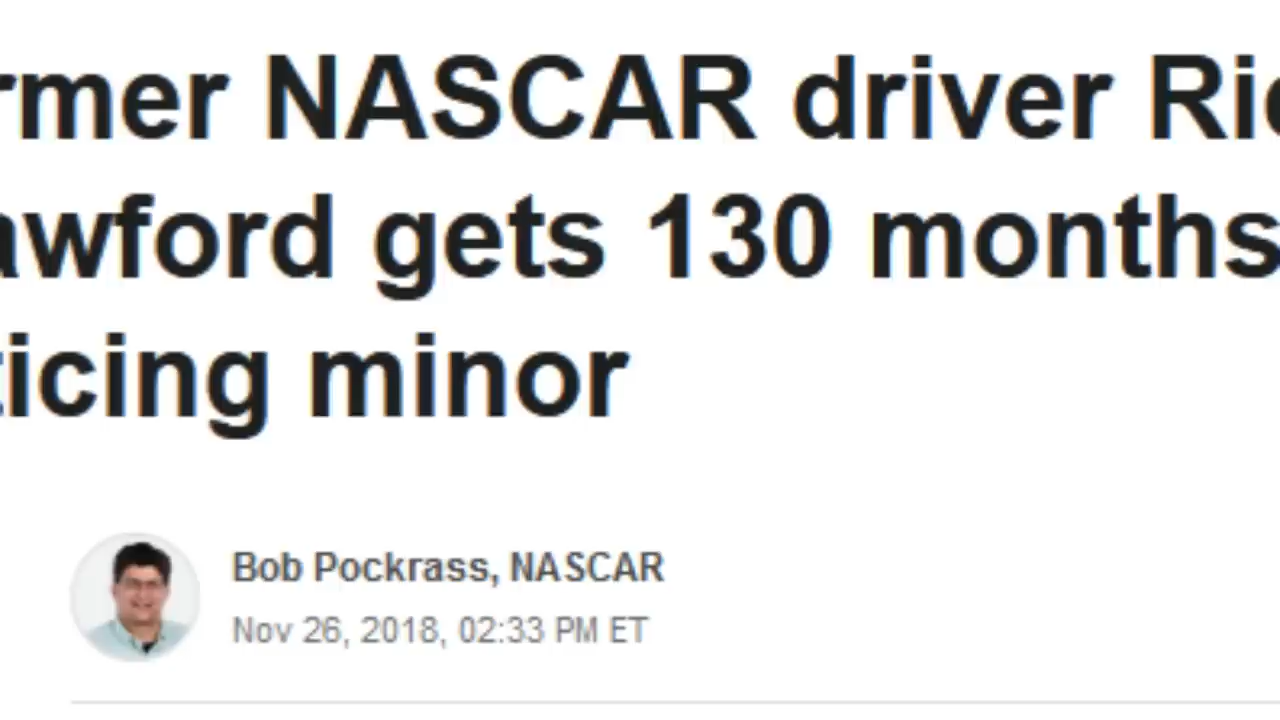 rmer NASCAR driver Ric
awford gets 130 months
ticing minor
Bob Pockrass, NASCAR
Nov 26, 2018, 02:33 PM ET